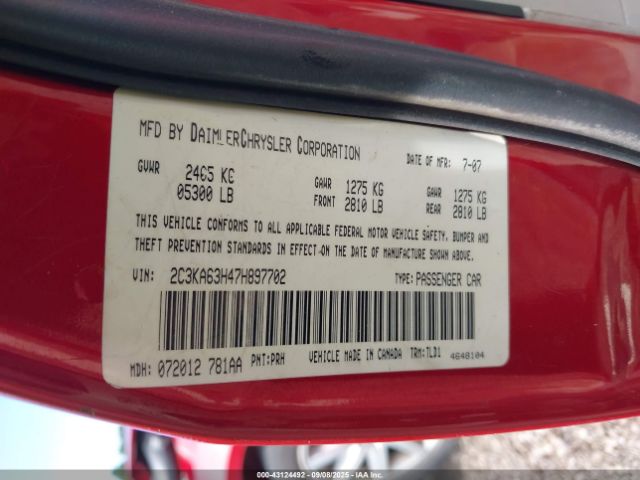 MFD BY DAIMLERCHRYSLER CORPORATION
DATE OF MFR: 7-07
GVWR 2465 KG 05300 LB
GAWR FRONT 1275 KG 2810 LB
GAWR REAR 1275 KG 2810 LB
THIS VEHICLE CONFORMS TO ALL APPLICABLE FEDERAL MOTOR VEHICLE SAFETY, BUMPER AND
THEFT PREVENTION STANDARDS IN EFFECT ON THE DATE OF MANUFACTURE SHOWN ABOVE.
VIN: 2C3KA63H47H897702 TYPE: PASSENGER CAR
MDH: 072012 781AA PNT: PRH VEHICLE MADE IN CANADA TRM: TLD1 4648104
000-43124492 - 09/08/2025 - IAA Inc.